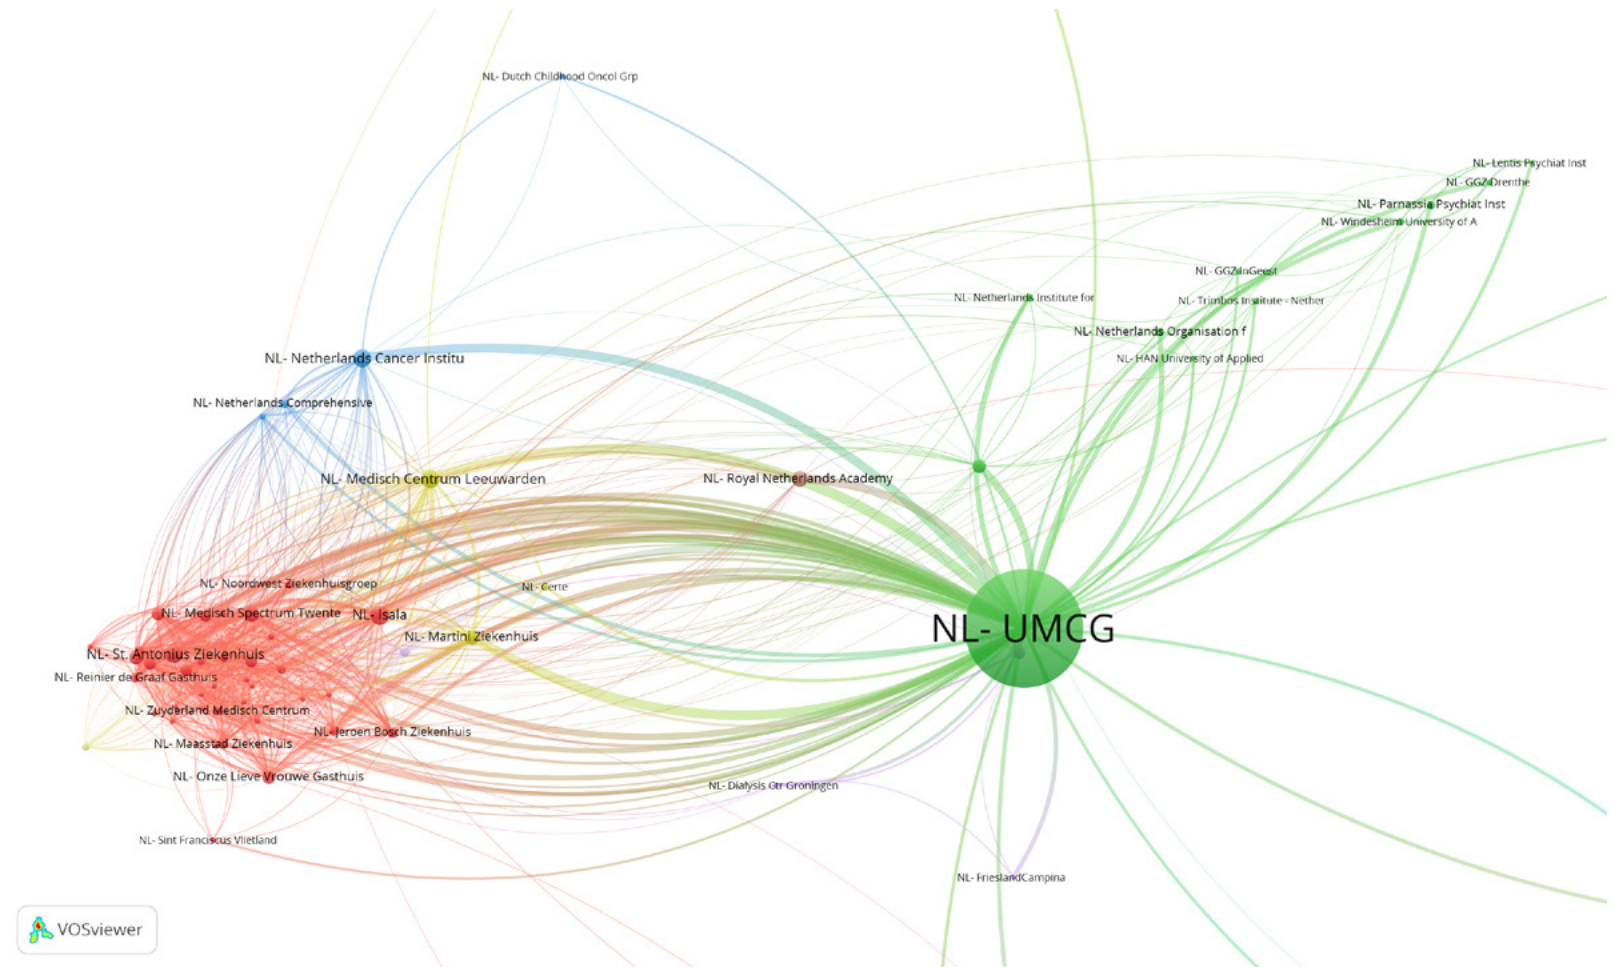 NL- Dutch Childhood Oncol Grp
NL- Lentis Psychiat Inst
NL- GGZ Drenthe
NL- Parnassia Psychiat Inst
NL- Windesheim University of A
NL- GGZ InGeest
NL- Netherlands Institute for
NL- Trimbos Institute - Nether
NL- Netherlands Organisation f
NL- Netherlands Cancer Institu
NL- HAN University of Applied
NL- Netherlands Comprehensive
NL- Medisch Centrum Leeuwarden
NL- Royal Netherlands Academy
NL- Noordwest Ziekenhuisgroep
NL- Certe
NL- Medisch Spectrum Twente
NL- Isala
NL- UMCG
NL- Martini Ziekenhuis
NL- St. Antonius Ziekenhuis
NL- Reinier de Graaf Gasthuis
NL- Zuyderland Medisch Centrum
NL- Jeroen Bosch Ziekenhuis
NL- Maasstad Ziekenhuis
NL- Onze Lieve Vrouwe Gasthuis
NL- Dialysis Ctr Groningen
NL- Sint Franciscus Vlietland
NL- FrieslandCampina
VOSviewer